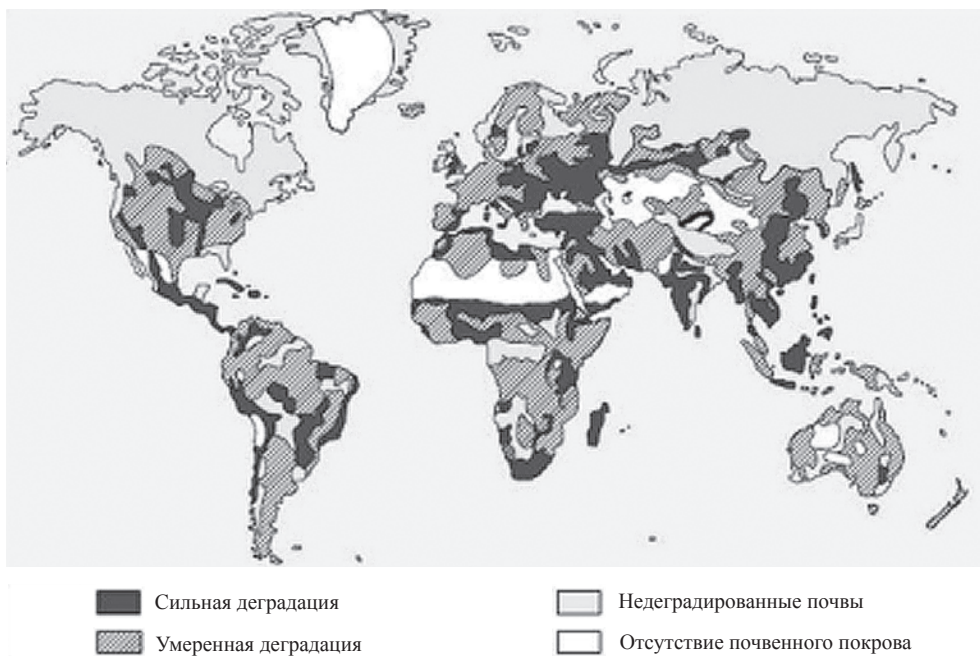 Сильная деградация
Умеренная деградация
Недеградированные почвы
Отсутствие почвенного покрова